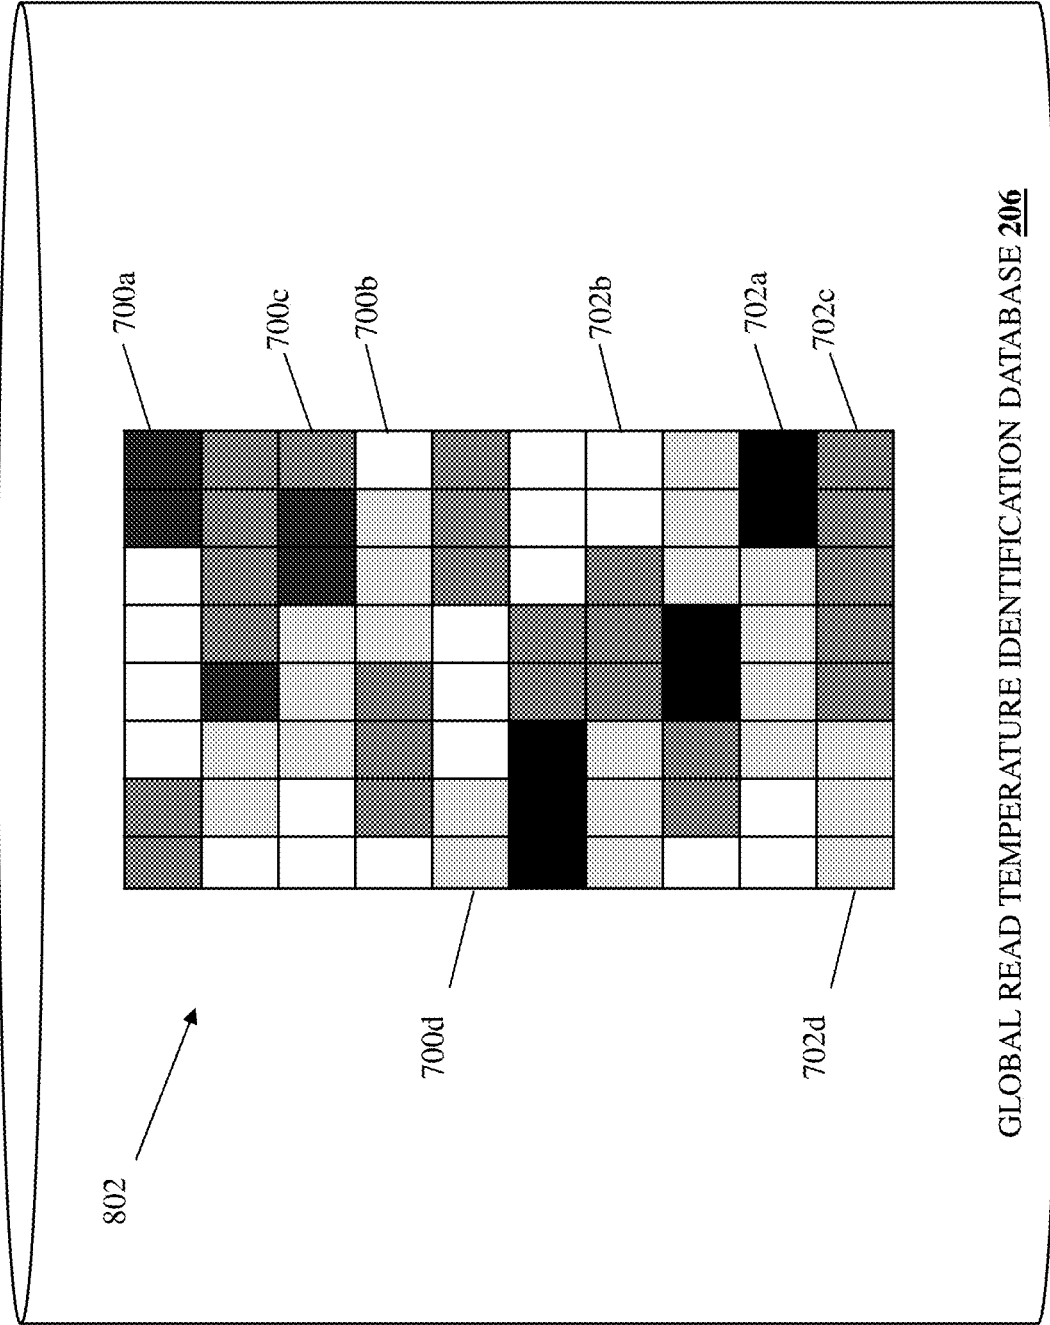 802
700d
702d
700a
700c
700b
702b
702a
702c
GLOBAL READ TEMPERATURE IDENTIFICATION DATABASE 206